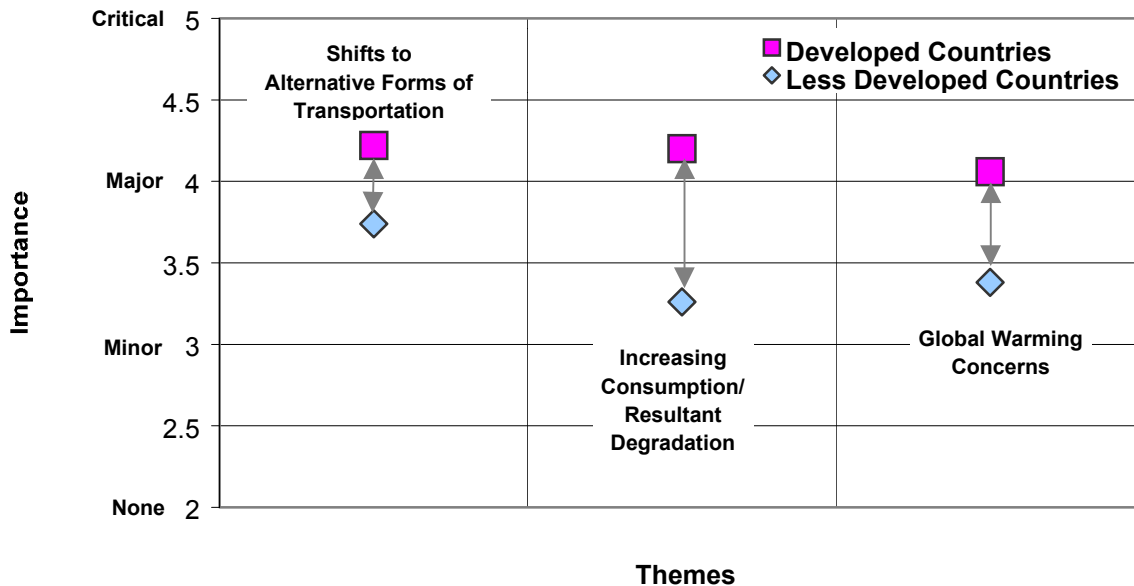 Critical 5
Shifts to
Alternative Forms of
Transportation
Developed Countries
Less Developed Countries
4.5
Major 4
3.5
Importance
Minor 3
Increasing
Consumption/
Resultant
Degradation
Global Warming
Concerns
2.5
None 2
Themes